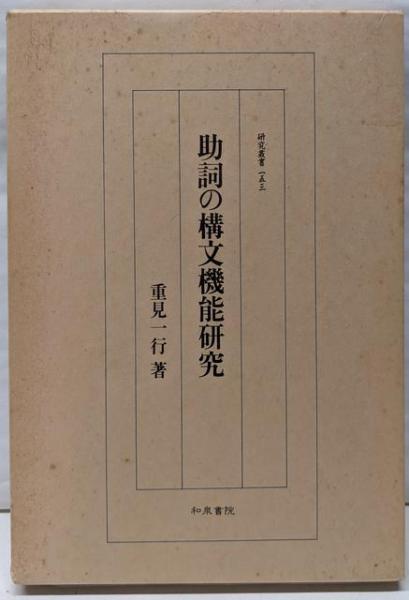 研究叢書 一五三
助詞の構文機能研究
重見一行 著
和泉書院